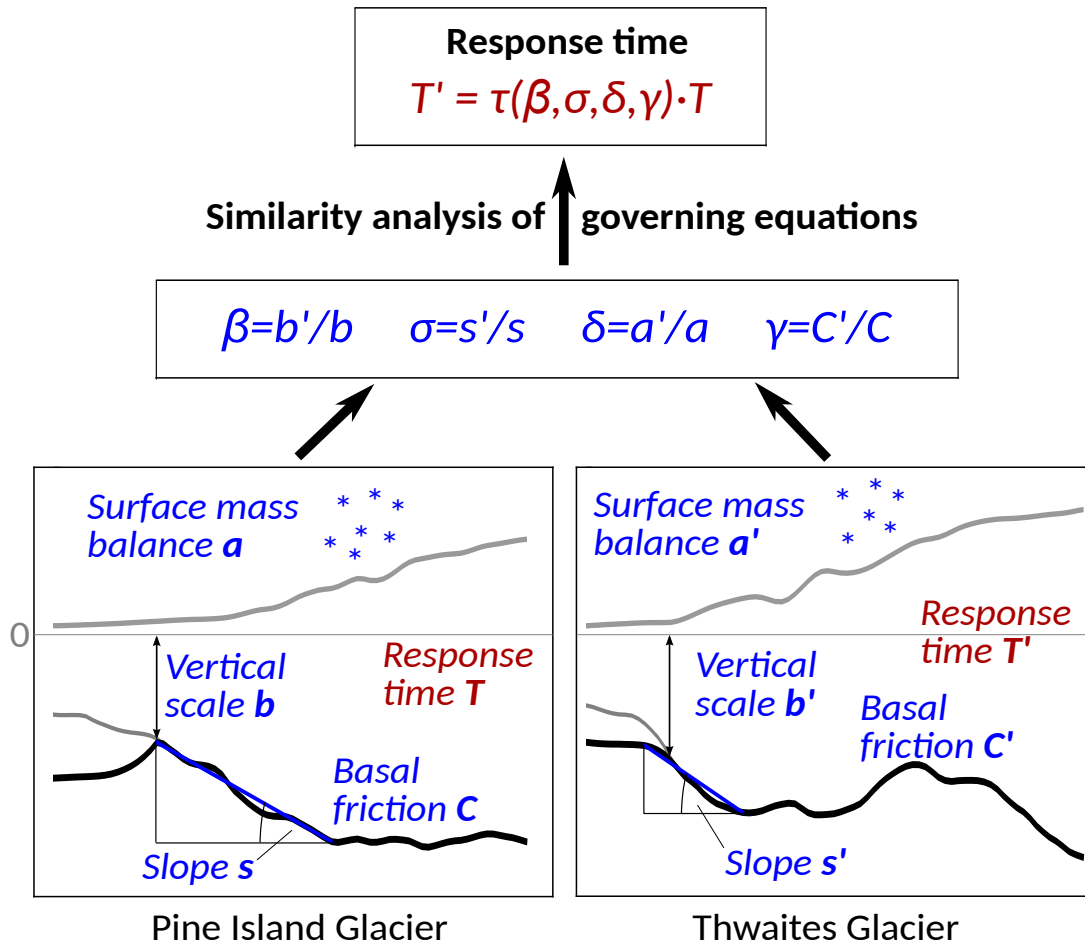 Response time
T' = τ(β,σ,δ,γ)·T
Similarity analysis of governing equations
β=b'/b σ=s'/s δ=a'/a γ=C'/C
Surface mass
balance a
0
Response
time T
Vertical
scale b
Basal
friction C
Slope s
Pine Island Glacier
Surface mass
balance a'
Response
time T'
Vertical
scale b'
Basal
friction C'
Slope s'
Thwaites Glacier